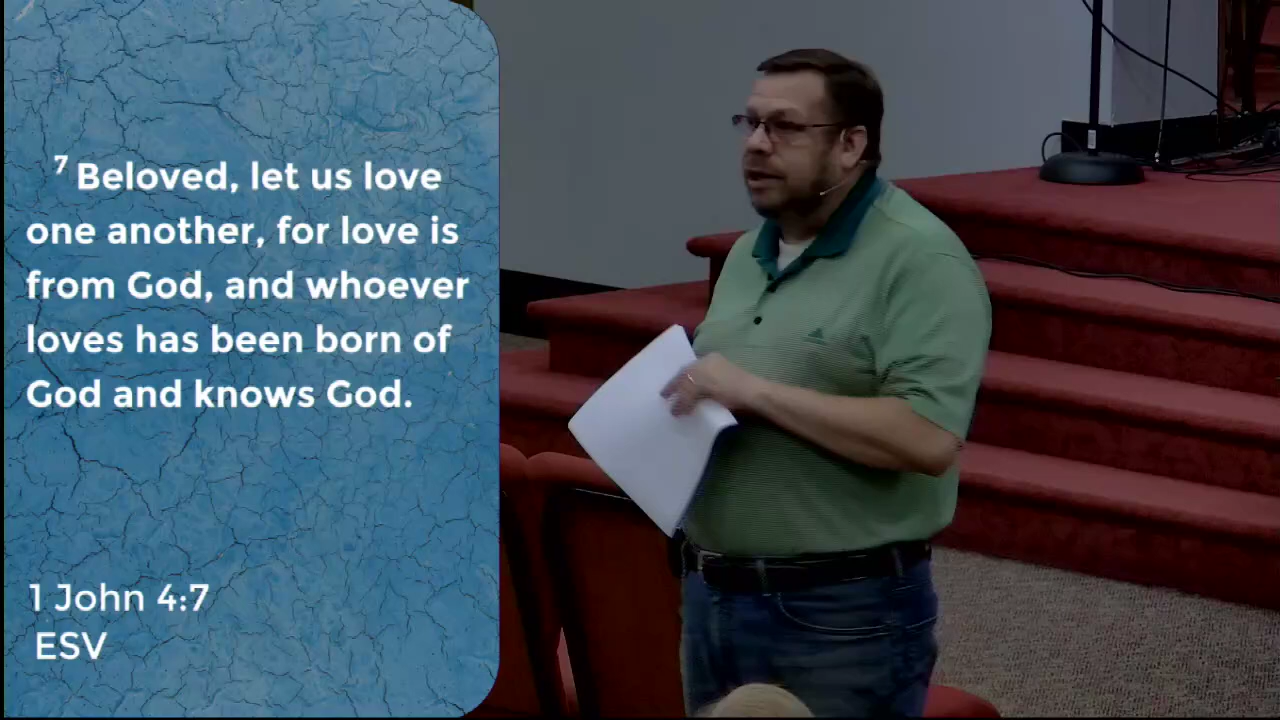 ⁷ Beloved, let us love
one another, for love is
from God, and whoever
loves has been born of
God and knows God.
1 John 4:7
ESV